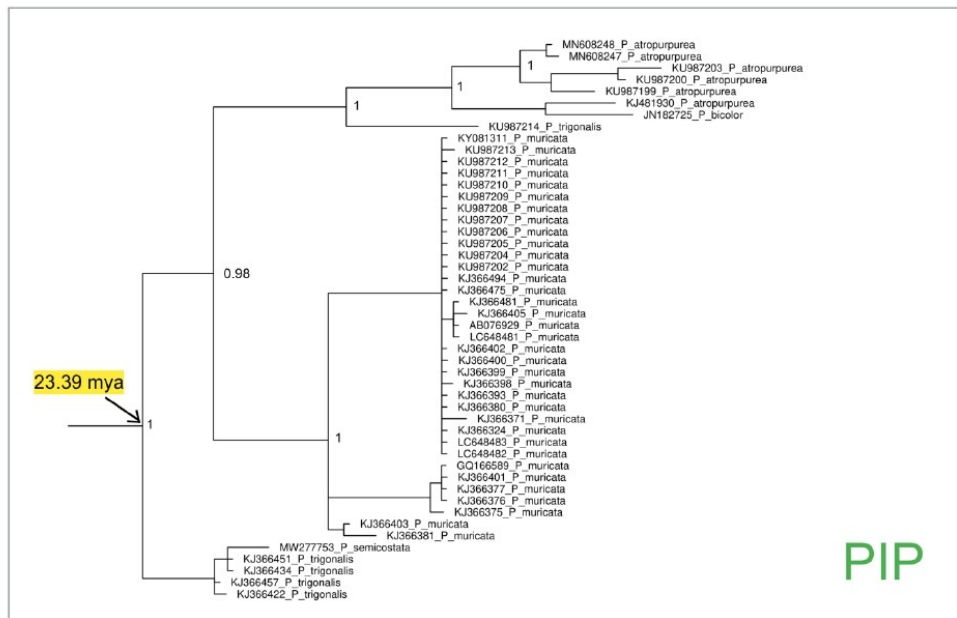 MN608248_P_atropurpurea
MN608247_P_atropurpurea
1
KU987203_P_atropurpurea
KU987200_P_atropurpurea
1
KU987199_P_atropurpurea
1
KJ481930_P_atropurpurea
JN182725_P_bicolor
KU987214_P_trigonalis
KY081311_P_muricata
KU987213_P_muricata
KU987212_P_muricata
KU987211_P_muricata
KU987210_P_muricata
KU987209_P_muricata
KU987208_P_muricata
KU987207_P_muricata
KU987206_P_muricata
KU987205_P_muricata
KU987204_P_muricata
KU987202_P_muricata
0.98
KJ366494_P_muricata
KJ366475_P_muricata
KJ366481_P_muricata
KJ366405_P_muricata
AB076929_P_muricata
LC648481_P_muricata
KJ366402_P_muricata
KJ366400_P_muricata
KJ366399_P_muricata
23.39 mya
KJ366398_P_muricata
KJ366393_P_muricata
KJ366380_P_muricata
KJ366371_P_muricata
1
KJ366324_P_muricata
1
LC648483_P_muricata
LC648482_P_muricata
GQ166589_P_muricata
KJ366401_P_muricata
KJ366377_P_muricata
KJ366376_P_muricata
KJ366375_P_muricata
KJ366403_P_muricata
KJ366381_P_muricata
MW277753_P_semicostata
KJ366451_P_trigonalis
KJ366434_P_trigonalis
KJ366457_P_trigonalis
KJ366422_P_trigonalis
PIP